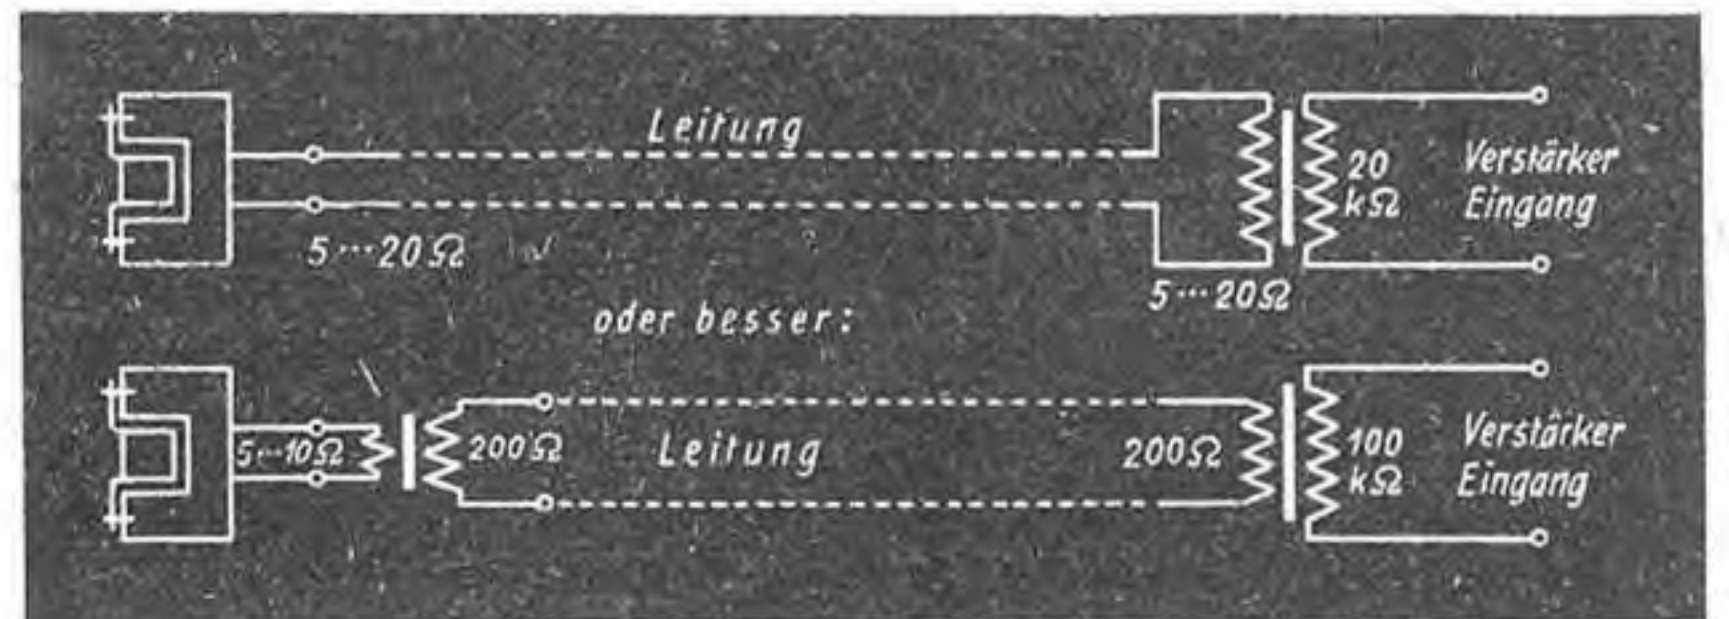 Leitung
20
kΩ
Verstärker
Eingang
5···20Ω
5···20Ω
oder besser:
5···10Ω
200Ω
Leitung
200Ω
100
kΩ
Verstärker
Eingang